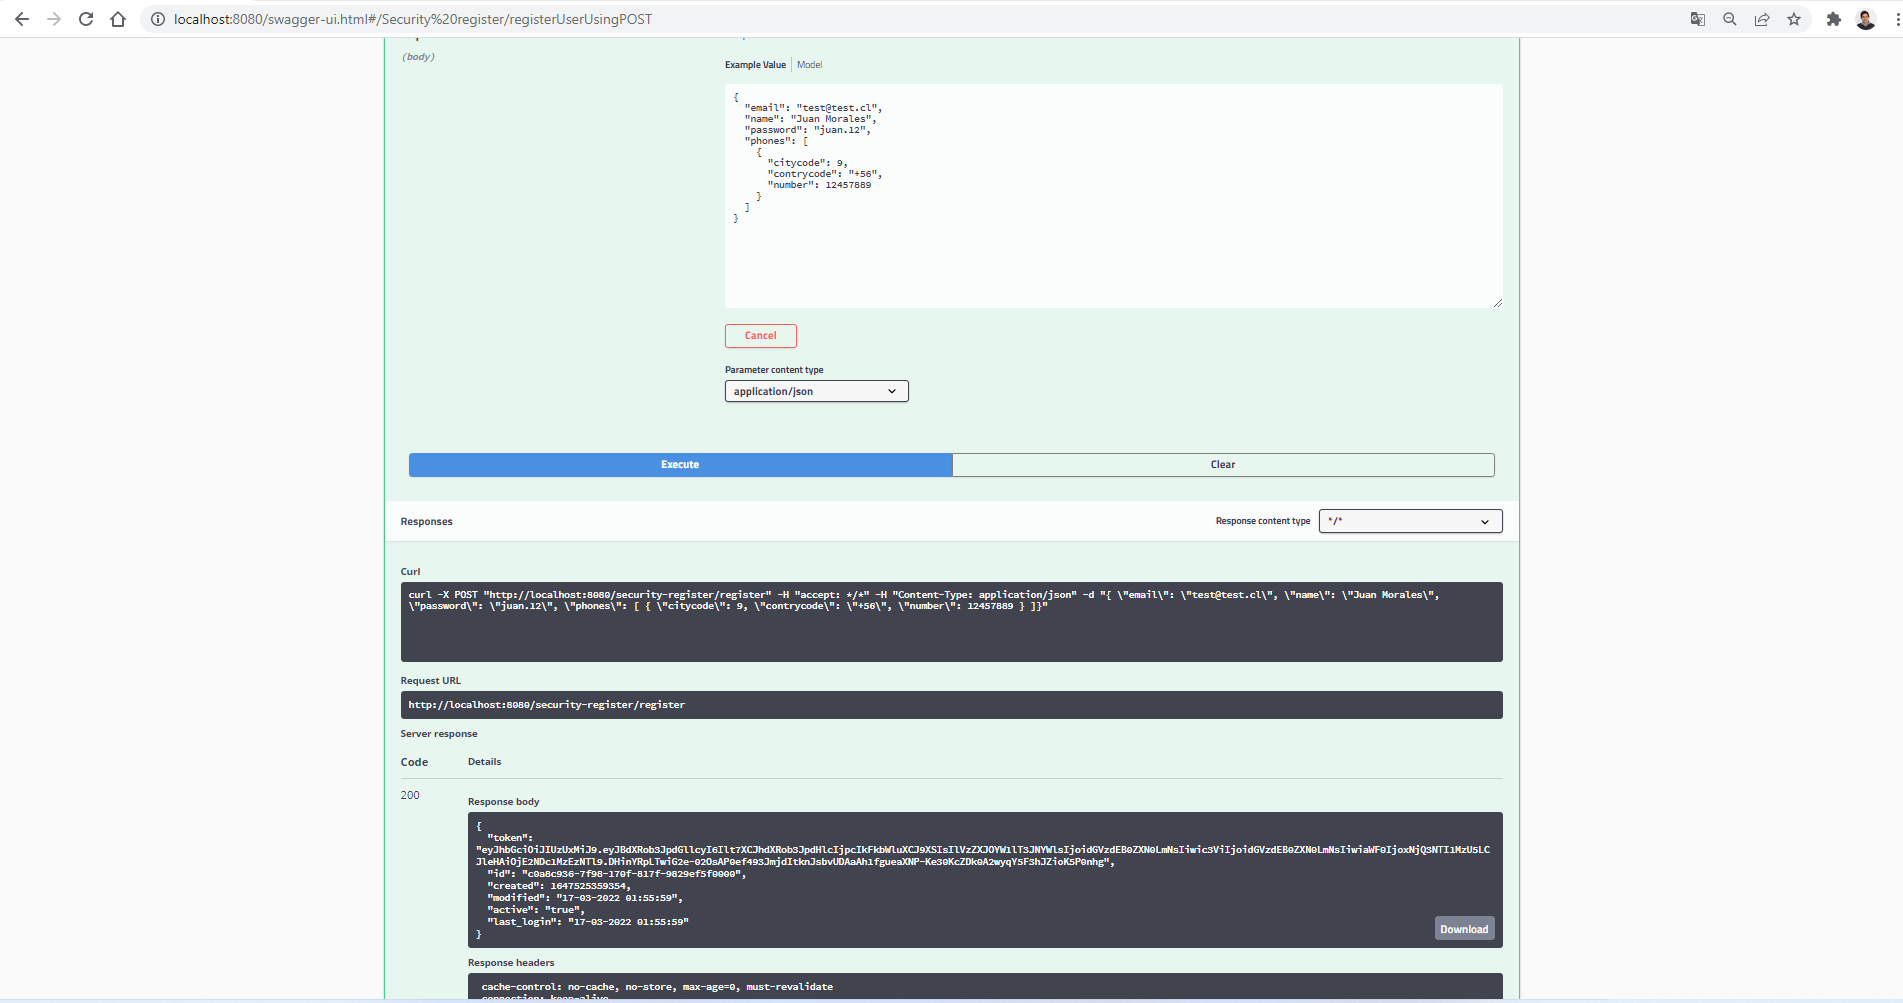 localhost:8080/swagger-ui.html#/Security%20register/registerUserUsingPOST
(body)
Example Value | Model
{
  "email": "test@test.cl",
  "name": "Juan Morales",
  "password": "juan.12",
  "phones": [
    {
      "citycode": 9,
      "contrycode": "+56",
      "number": 12457889
    }
  ]
}
Cancel
Parameter content type
application/json
Execute
Clear
Responses
Response content type */*
Curl
curl -X POST "http://localhost:8080/security-register/register" -H "accept: */*" -H "Content-Type: application/json" -d "{ \"email\": \"test@test.cl\", \"name\": \"Juan Morales\",
\"password\": \"juan.12\", \"phones\": [ { \"citycode\": 9, \"contrycode\": \"+56\", \"number\": 12457889 } ]}"
Request URL
http://localhost:8080/security-register/register
Server response
Code Details
200
Response body
{
  "token":
  "id": "c0a8c936-7f98-170f-817f-9829ef5f0000",
  "created": 1647525359354,
  "modified": "17-03-2022 01:55:59",
  "active": "true",
  "last_login": "17-03-2022 01:55:59"
}
Download
Response headers
cache-control: no-cache, no-store, max-age=0, must-revalidate
connection: keep-alive